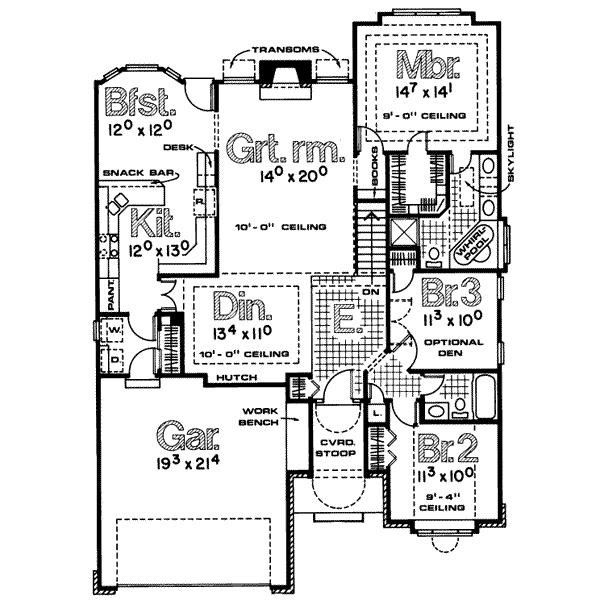 TRANSOMS
Mbr.
14⁷ x 14¹
9'-0" CEILING
Bfst.
12⁰ x 12⁰
DESK
Grt. rm.
14⁰ x 20⁰
10'-0" CEILING
BOOKS
SKYLIGHT
SNACK BAR
R.
Kit.
12⁰ x 13⁰
WHIRL-
POOL
PANT.
DN
Br.3
11³ x 10⁰
OPTIONAL
DEN
Din.
13⁴ x 11⁰
10'-0" CEILING
E.
W.
D.
HUTCH
WORK
BENCH
L.
Gar.
19³ x 21⁴
CVRD.
STOOP
Br.2
11³ x 10⁰
9'-4"
CEILING